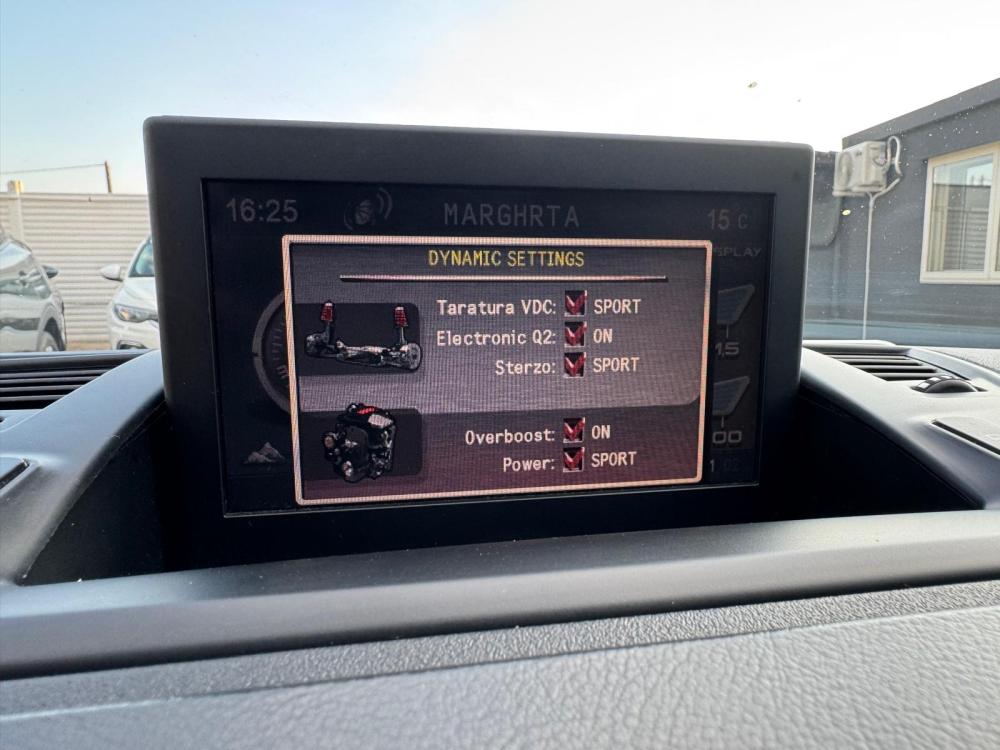 16:25 MARGHRTA 15 C
DYNAMIC SETTINGS
Taratura VDC: SPORT
Electronic Q2: ON
Sterzo: SPORT
Overboost: ON
Power: SPORT